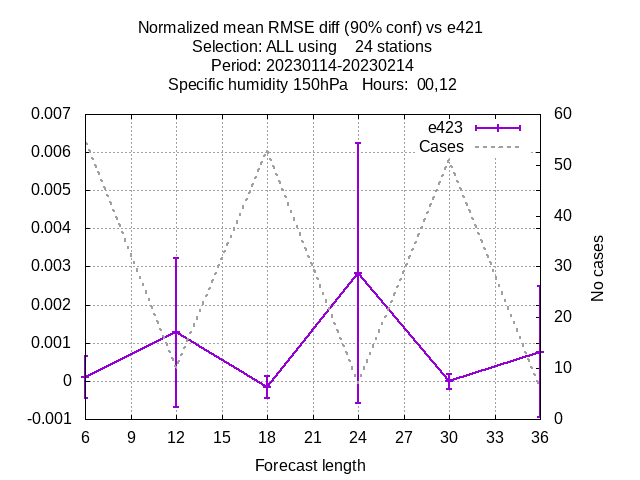 Normalized mean RMSE diff (90% conf) vs e421
Selection: ALL using    24 stations
Period: 20230114-20230214
Specific humidity 150hPa   Hours:  00,12
0.007
0.006
0.005
0.004
0.003
0.002
0.001
0
-0.001
e423
Cases
60
50
40
30
20
10
0
No cases
6 9 12 15 18 21 24 27 30 33 36
Forecast length